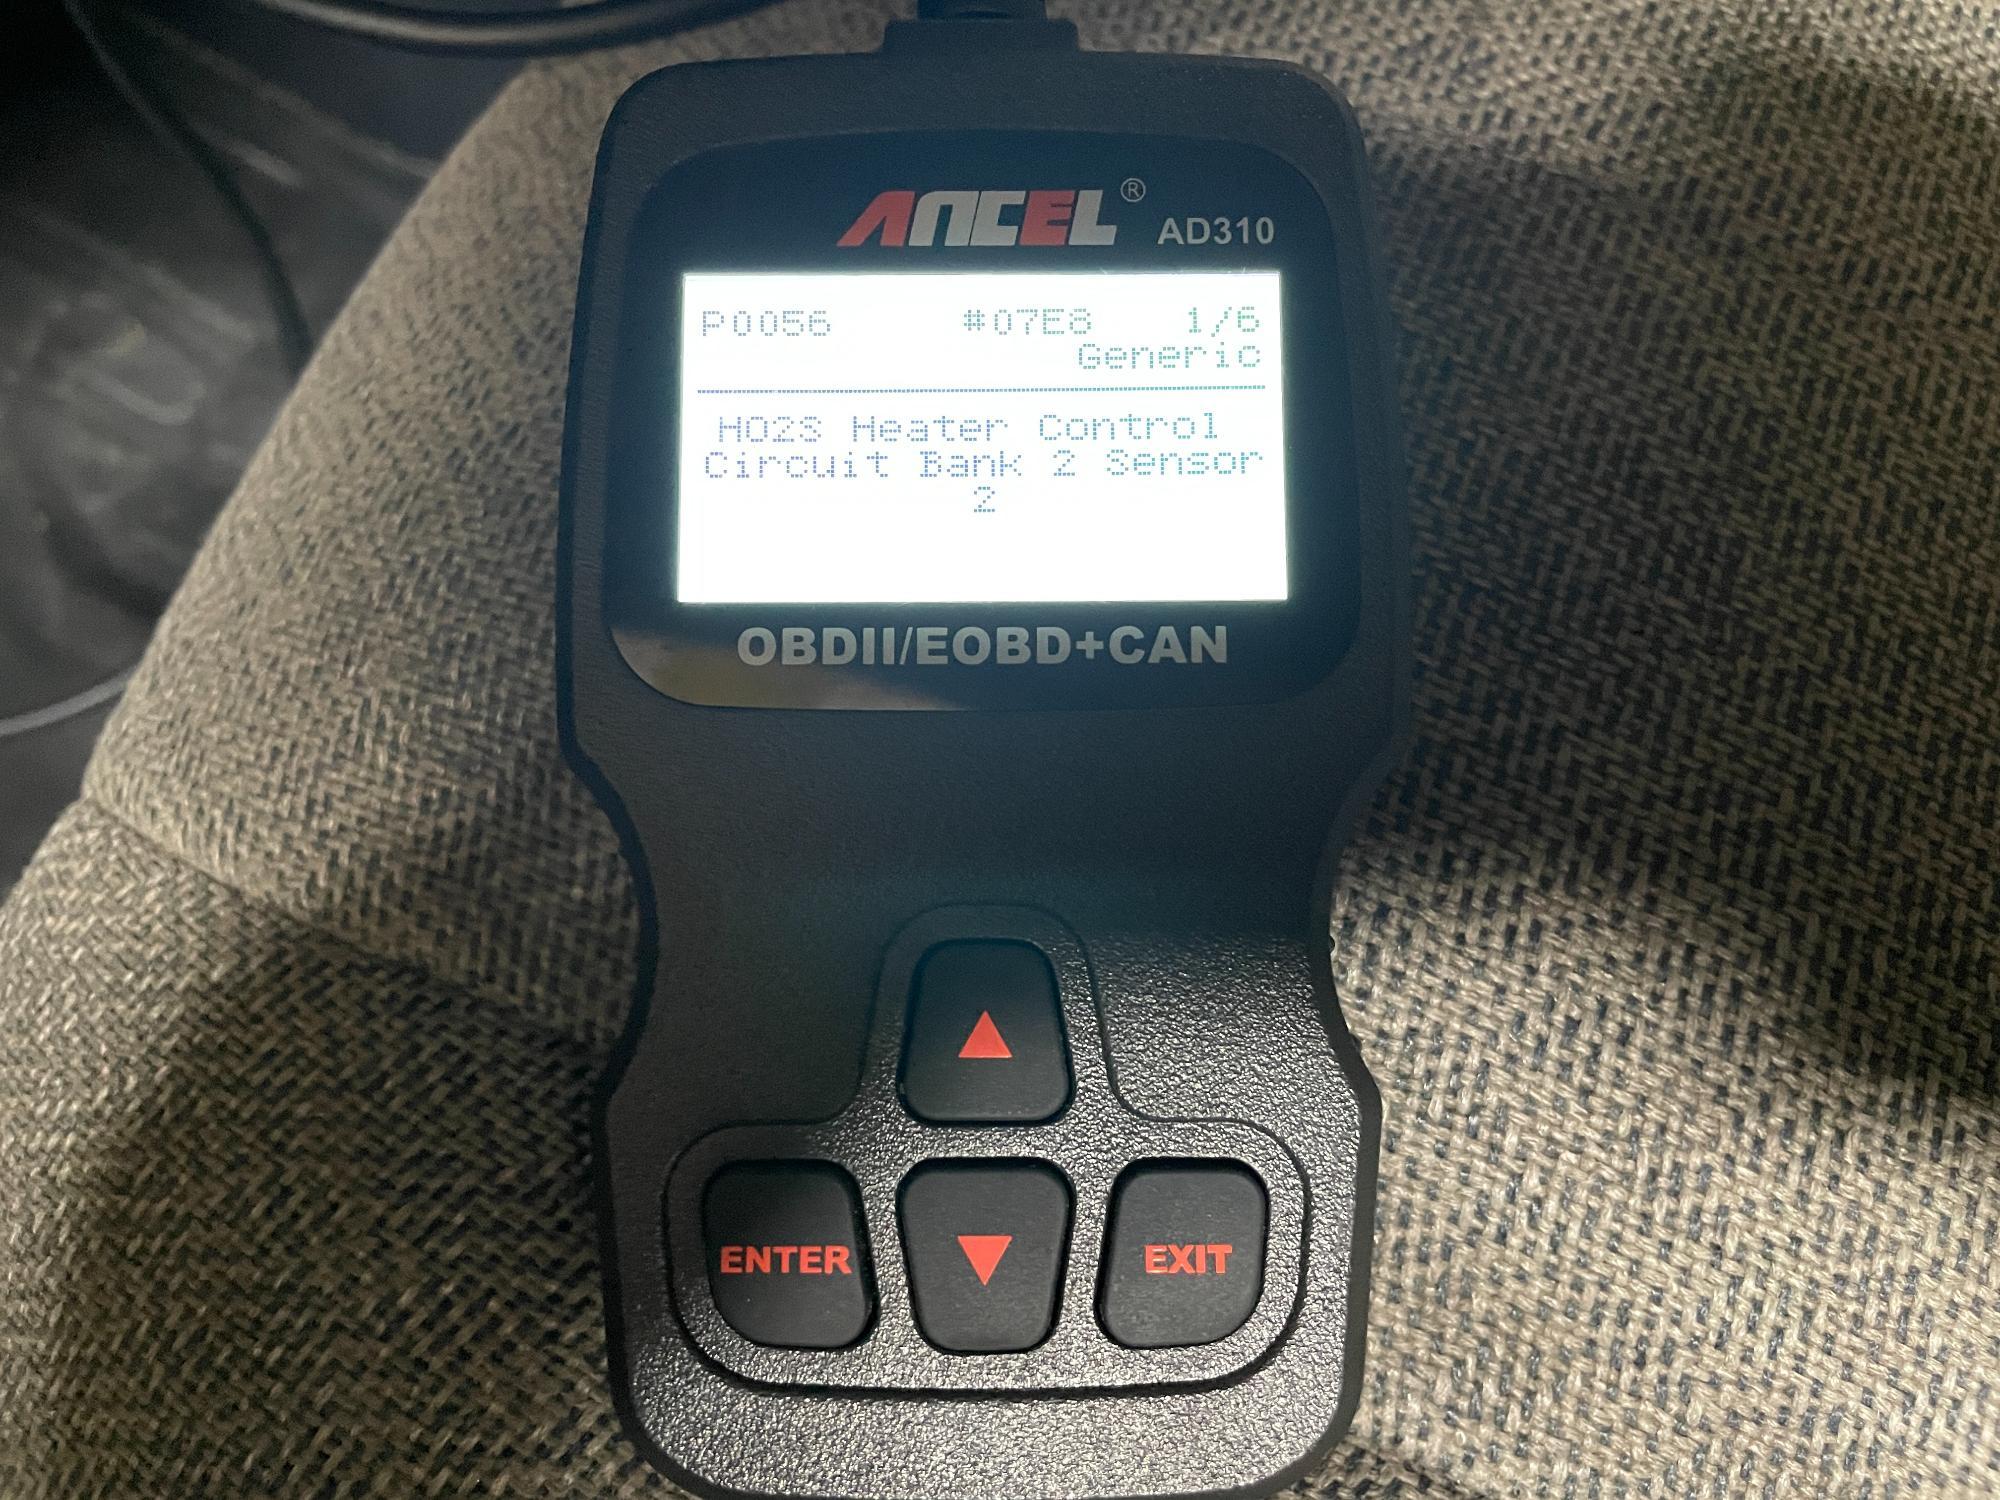 ANCEL® AD310
P0056 #07E8 1/6
Generic
HO2S Heater Control
Circuit Bank 2 Sensor
2
OBDII/EOBD+CAN
ENTER EXIT